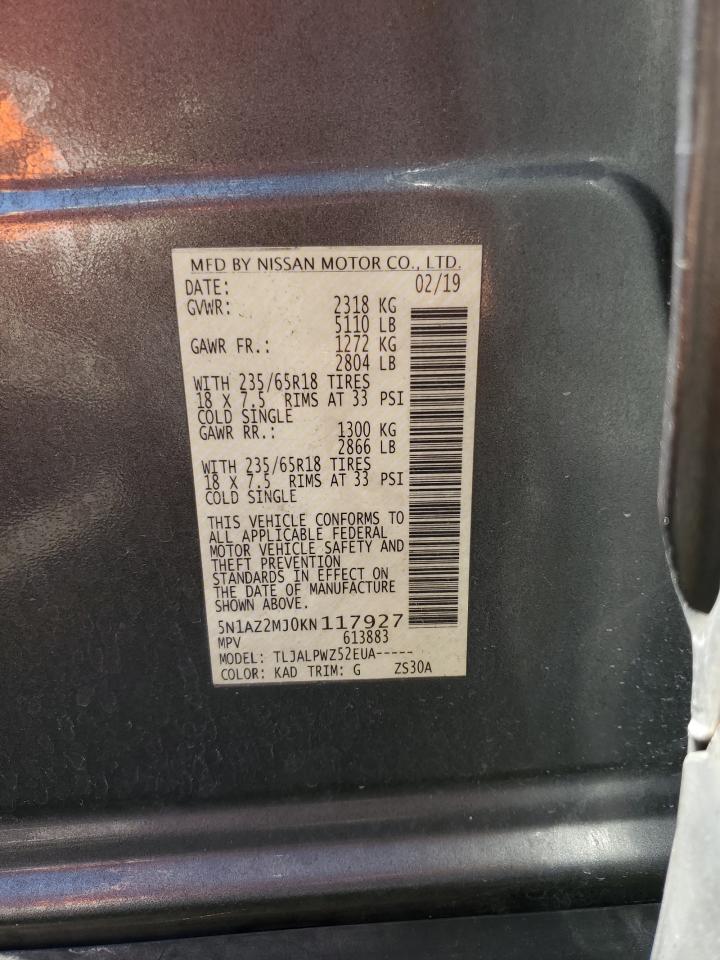 MFD BY NISSAN MOTOR CO., LTD.
DATE: 02/19
GVWR: 2318 KG
5110 LB
GAWR FR.: 1272 KG
2804 LB
WITH 235/65R18 TIRES
18 X 7.5 RIMS AT 33 PSI
COLD SINGLE
GAWR RR.: 1300 KG
2866 LB
WITH 235/65R18 TIRES
18 X 7.5 RIMS AT 33 PSI
COLD SINGLE
THIS VEHICLE CONFORMS TO
ALL APPLICABLE FEDERAL
MOTOR VEHICLE SAFETY AND
THEFT PREVENTION
STANDARDS IN EFFECT ON
THE DATE OF MANUFACTURE
SHOWN ABOVE.
5N1AZ2MJ0KN117927
MPV 613883
MODEL: TLJALPWZ52EUA-----
COLOR: KAD TRIM: G ZS30A